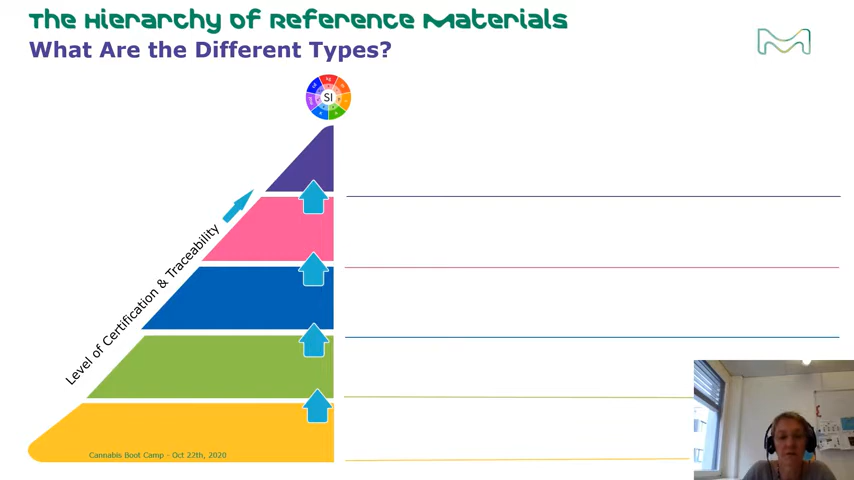 The Hierarchy of Reference Materials
What Are the Different Types?
SI
Level of Certification & Traceability
Cannabis Boot Camp - Oct 22th, 2020